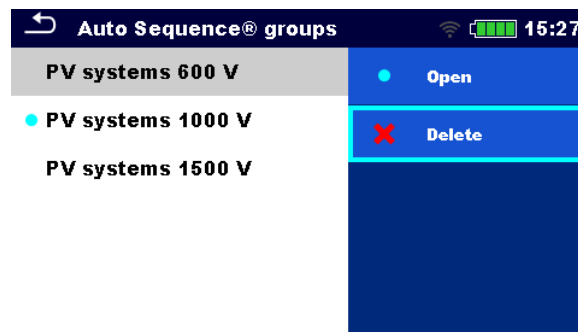 Auto Sequence® groups 15:27
PV systems 600 V
Open
PV systems 1000 V
Delete
PV systems 1500 V